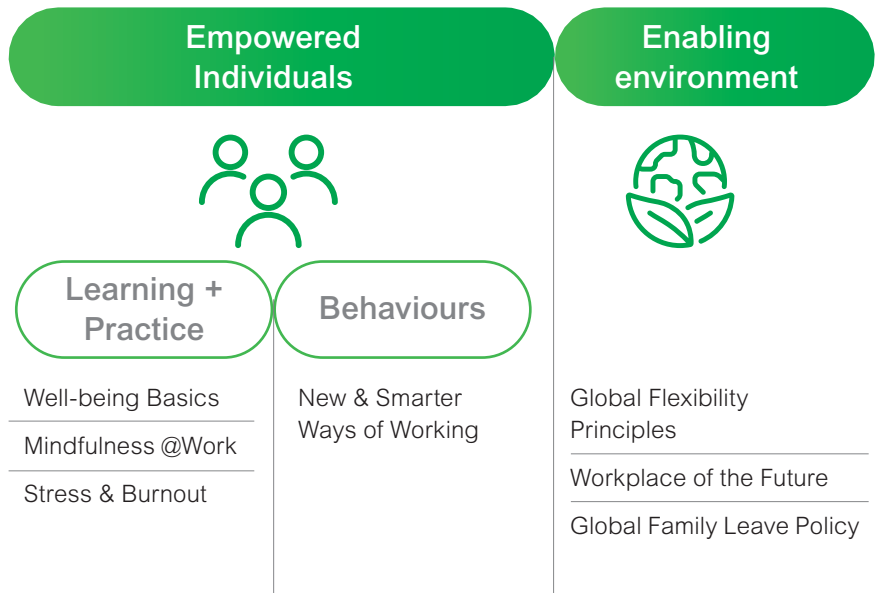 Empowered
Individuals
Enabling
environment
Learning +
Practice
Behaviours
Well-being Basics
Mindfulness @Work
Stress & Burnout
New & Smarter
Ways of Working
Global Flexibility
Principles
Workplace of the Future
Global Family Leave Policy